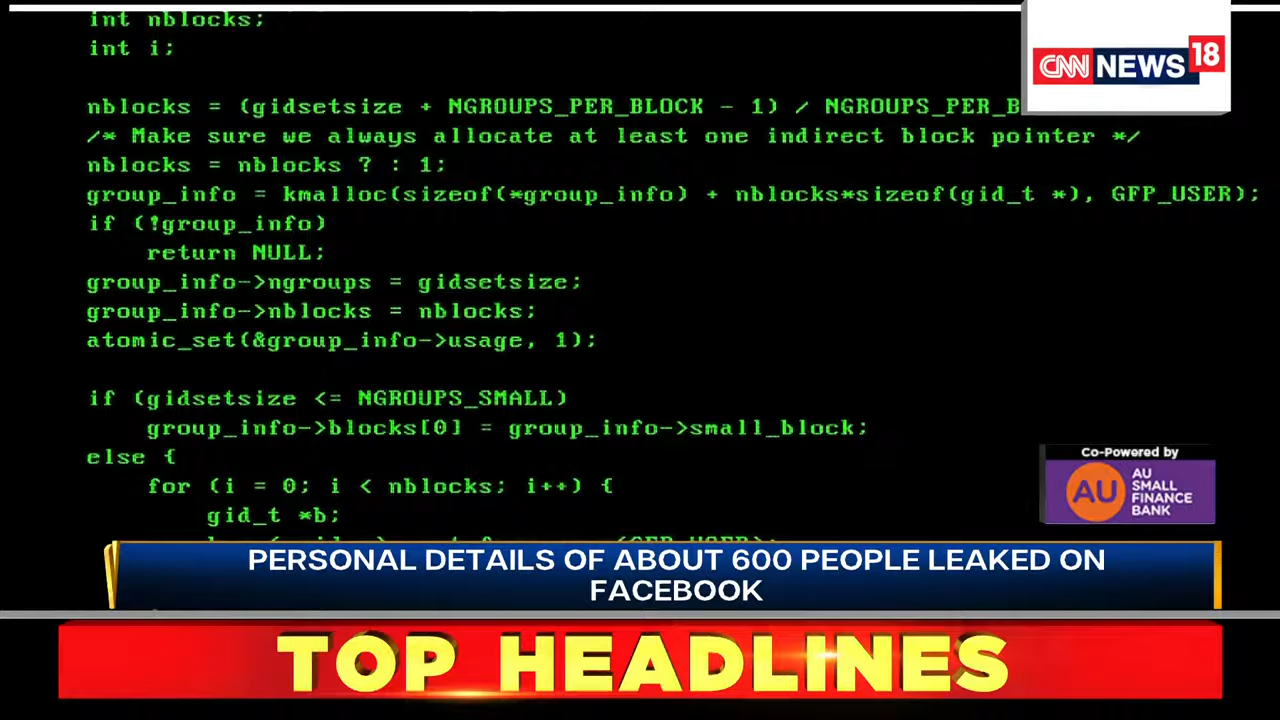 int nblocks;
int i;
nblocks = (gidsetsize + NGROUPS_PER_BLOCK - 1) / NGROUPS_PER_B
/* Make sure we always allocate at least one indirect block pointer */
nblocks = nblocks ? : 1;
group_info = kmalloc(sizeof(*group_info) + nblocks*sizeof(gid_t *), GFP_USER);
if (!group_info)
return NULL;
group_info->ngroups = gidsetsize;
group_info->nblocks = nblocks;
atomic_set(&group_info->usage, 1);
if (gidsetsize <= NGROUPS_SMALL)
group_info->blocks[0] = group_info->small_block;
else {
for (i = 0; i < nblocks; i++) {
gid_t *b;
CNN NEWS 18
Co-Powered by
AU
AU
SMALL
FINANCE
BANK
PERSONAL DETAILS OF ABOUT 600 PEOPLE LEAKED ON
FACEBOOK
TOP HEADLINES